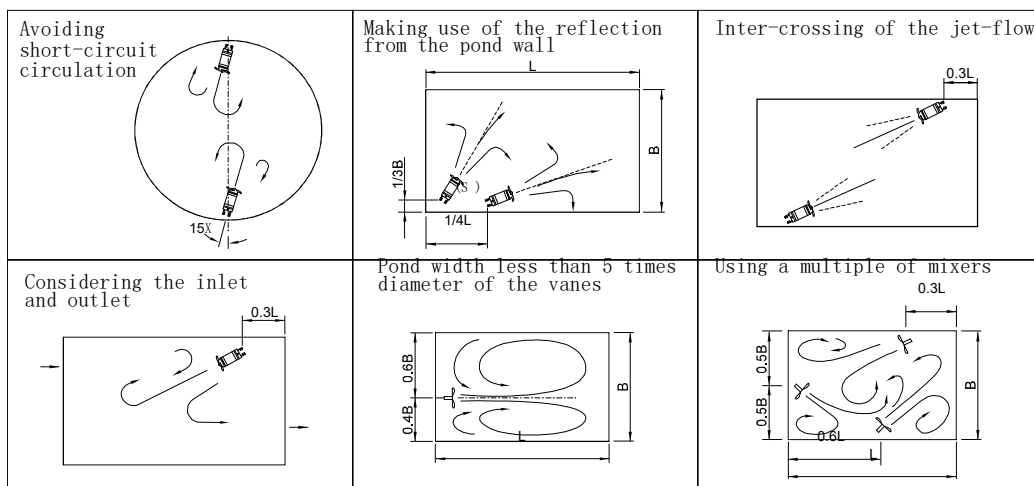 Avoiding
short-circuit
circulation
15X
Making use of the reflection
from the pond wall
L
B
1/3B
(S )
1/4L
Inter-crossing of the jet-flow
0.3L
Considering the inlet
and outlet
0.3L
Pond width less than 5 times
diameter of the vanes
0.6B
0.4B
B
L
Using a multiple of mixers
0.3L
0.5B
0.5B
B
0.6L
L